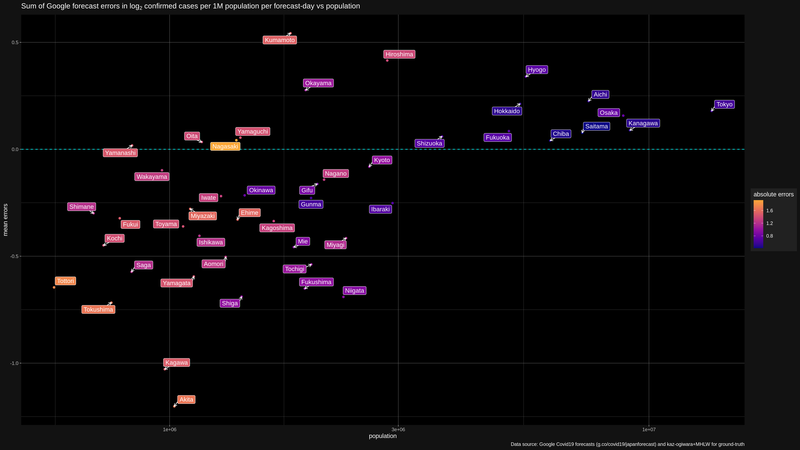 Sum of Google forecast errors in log₂ confirmed cases per 1M population per forecast-day vs population
0.5
0.0
-0.5
-1.0
mean errors
Kumamoto
Hiroshima
Hyogo
Okayama
Aichi
Tokyo
Hokkaido
Osaka
Kanagawa
Saitama
Chiba
Yamaguchi
Oita
Fukuoka
Nagasaki
Shizuoka
Yamanashi
Kyoto
Wakayama
Nagano
Okinawa
Gifu
Iwate
Shimane
Gunma
Ibaraki
Miyazaki
Ehime
Fukui
Toyama
Kagoshima
Kochi
Ishikawa
Mie
Miyagi
Saga
Aomori
Tochigi
Tottori
Yamagata
Fukushima
Niigata
Tokushima
Shiga
Kagawa
Akita
absolute errors
1.6
1.2
0.8
1e+06
3e+06
1e+07
population
Data source: Google Covid19 forecasts (g.co/covid19/japanforecast) and kaz-ogiwara+MHLW for ground-truth